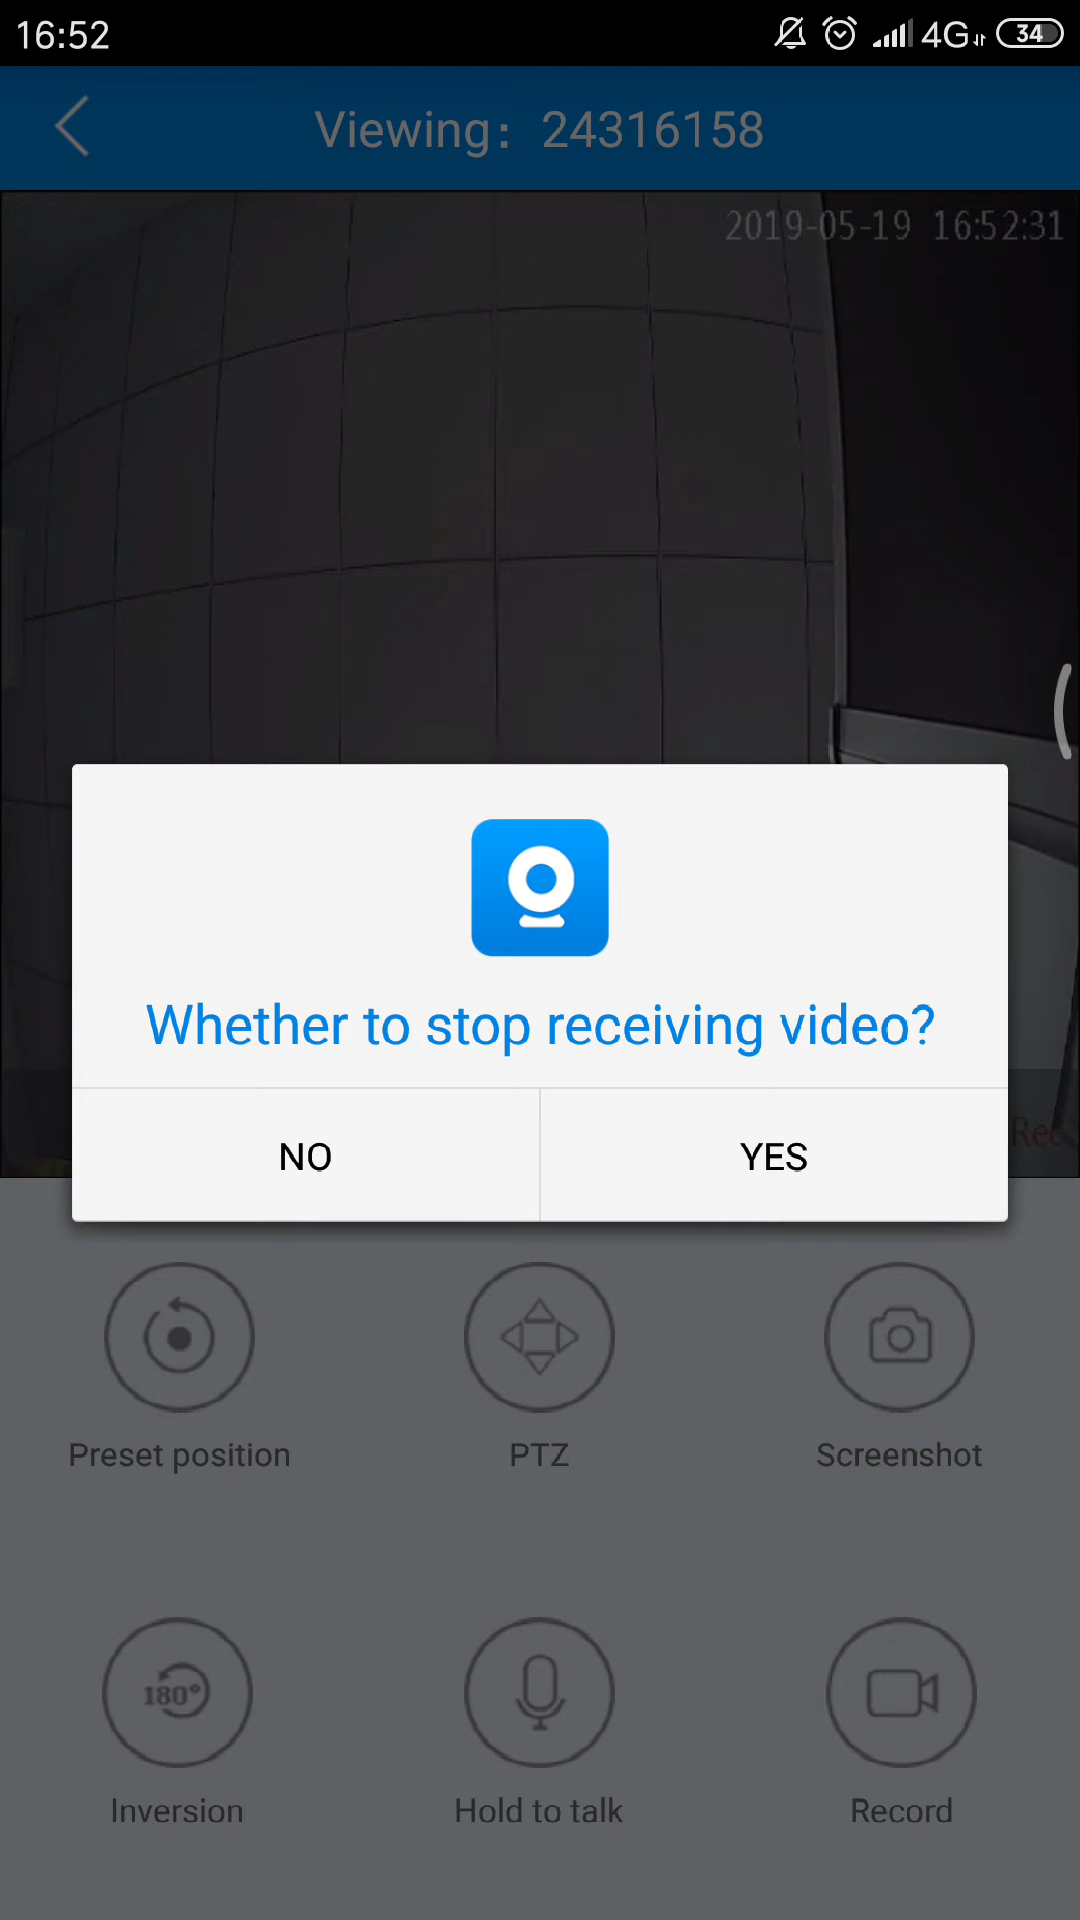 16:52 4G 34
Viewing： 24316158
2019-05-19 16:52:31
Whether to stop receiving video?
NO YES
Rec
Preset position PTZ Screenshot
180°
Inversion Hold to talk Record